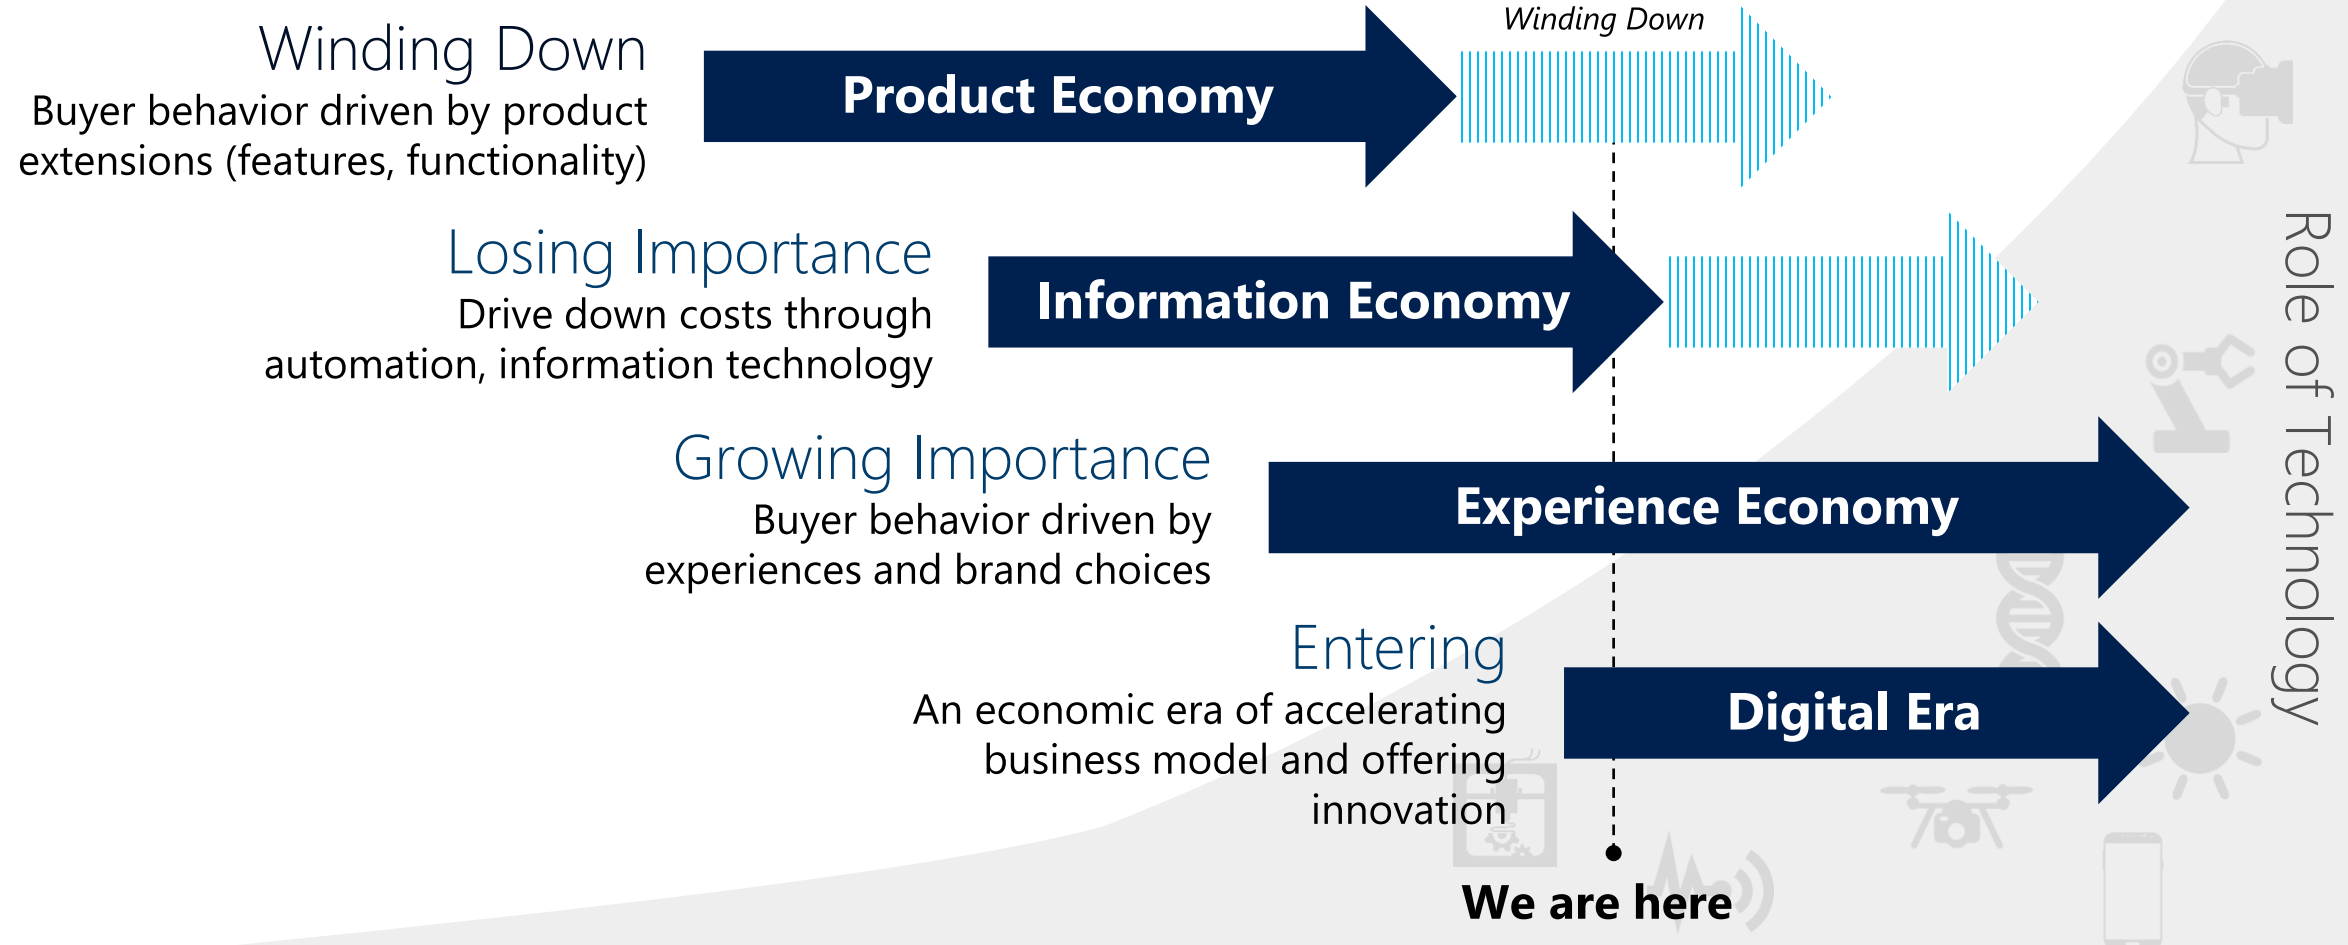 Winding Down
Buyer behavior driven by product
extensions (features, functionality)
Product Economy
Winding Down
Losing Importance
Drive down costs through
automation, information technology
Information Economy
Growing Importance
Buyer behavior driven by
experiences and brand choices
Experience Economy
Entering
An economic era of accelerating
business model and offering
innovation
Digital Era
We are here
Role of Technology